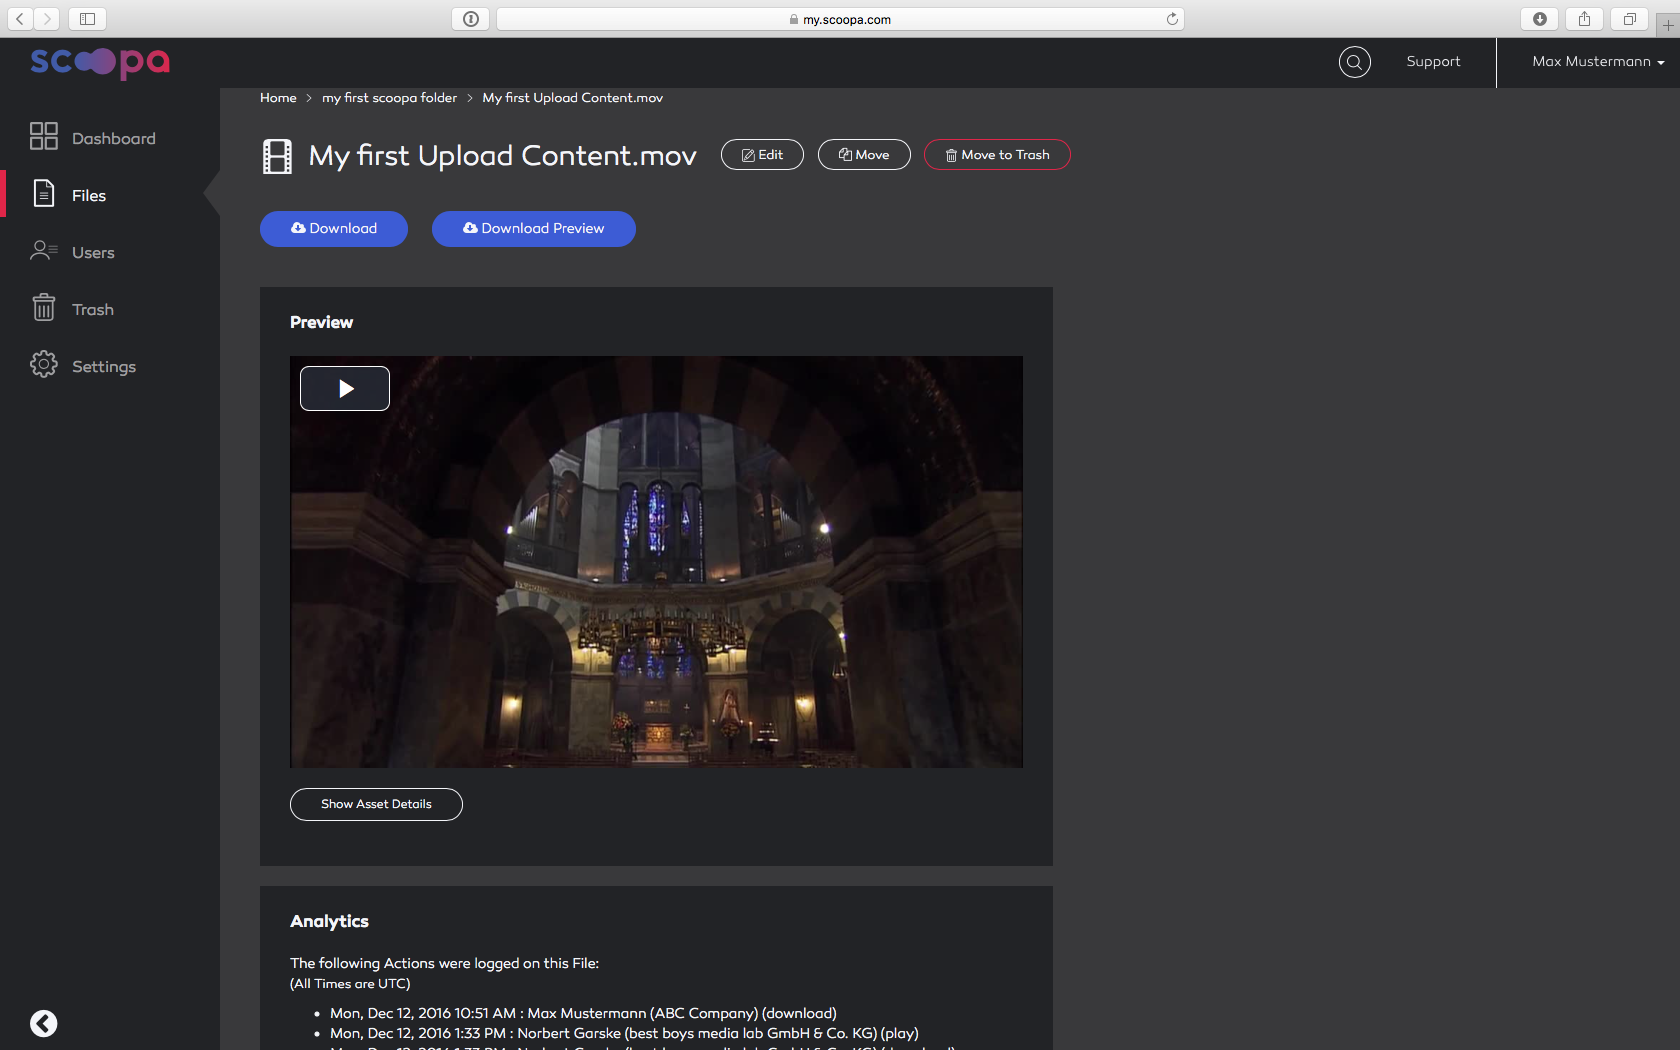 my.scoopa.com
scoopa
Support
Max Mustermann
Home > my first scoopa folder > My first Upload Content.mov
Dashboard
Files
Users
Trash
Settings
My first Upload Content.mov
Edit
Move
Move to Trash
Download
Download Preview
Preview
Show Asset Details
Analytics
The following Actions were logged on this File:
(All Times are UTC)
• Mon, Dec 12, 2016 10:51 AM : Max Mustermann (ABC Company) (download)
• Mon, Dec 12, 2016 1:33 PM : Norbert Garske (best boys media lab GmbH & Co. KG) (play)